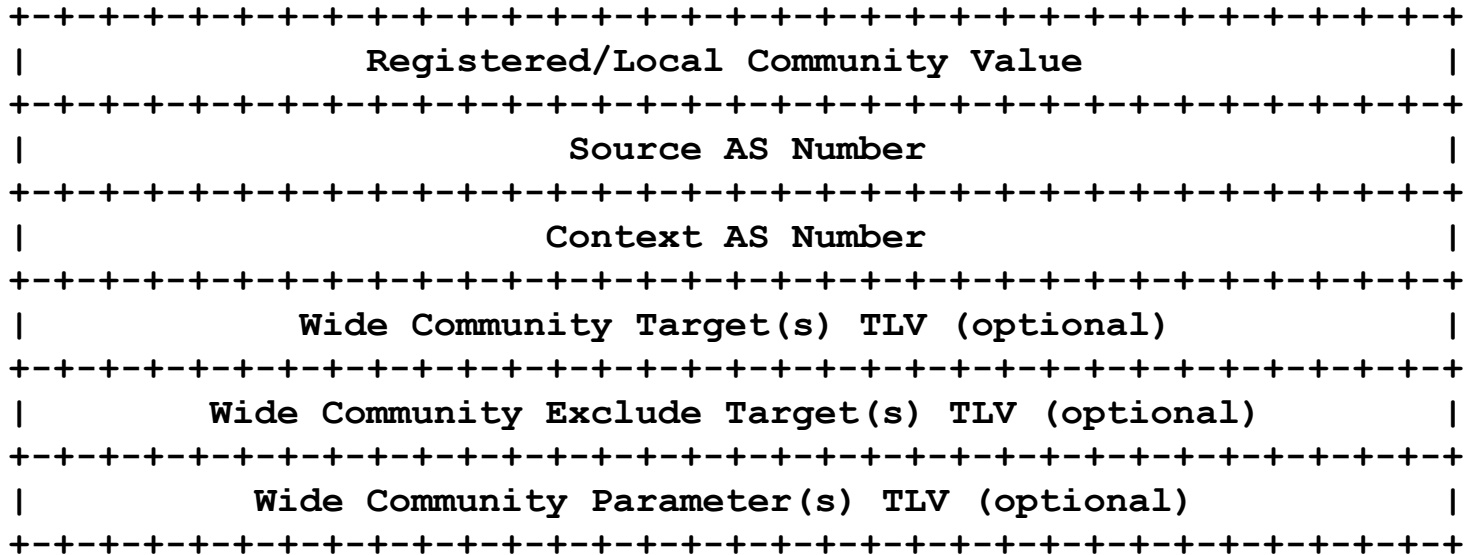 +-+-+-+-+-+-+-+-+-+-+-+-+-+-+-+-+-+-+-+-+-+-+-+-+-+-+-+-+-+-+-+-+
| Registered/Local Community Value |
+-+-+-+-+-+-+-+-+-+-+-+-+-+-+-+-+-+-+-+-+-+-+-+-+-+-+-+-+-+-+-+-+
| Source AS Number |
+-+-+-+-+-+-+-+-+-+-+-+-+-+-+-+-+-+-+-+-+-+-+-+-+-+-+-+-+-+-+-+-+
| Context AS Number |
+-+-+-+-+-+-+-+-+-+-+-+-+-+-+-+-+-+-+-+-+-+-+-+-+-+-+-+-+-+-+-+-+
| Wide Community Target(s) TLV (optional) |
+-+-+-+-+-+-+-+-+-+-+-+-+-+-+-+-+-+-+-+-+-+-+-+-+-+-+-+-+-+-+-+-+
| Wide Community Exclude Target(s) TLV (optional) |
+-+-+-+-+-+-+-+-+-+-+-+-+-+-+-+-+-+-+-+-+-+-+-+-+-+-+-+-+-+-+-+-+
| Wide Community Parameter(s) TLV (optional) |
+-+-+-+-+-+-+-+-+-+-+-+-+-+-+-+-+-+-+-+-+-+-+-+-+-+-+-+-+-+-+-+-+